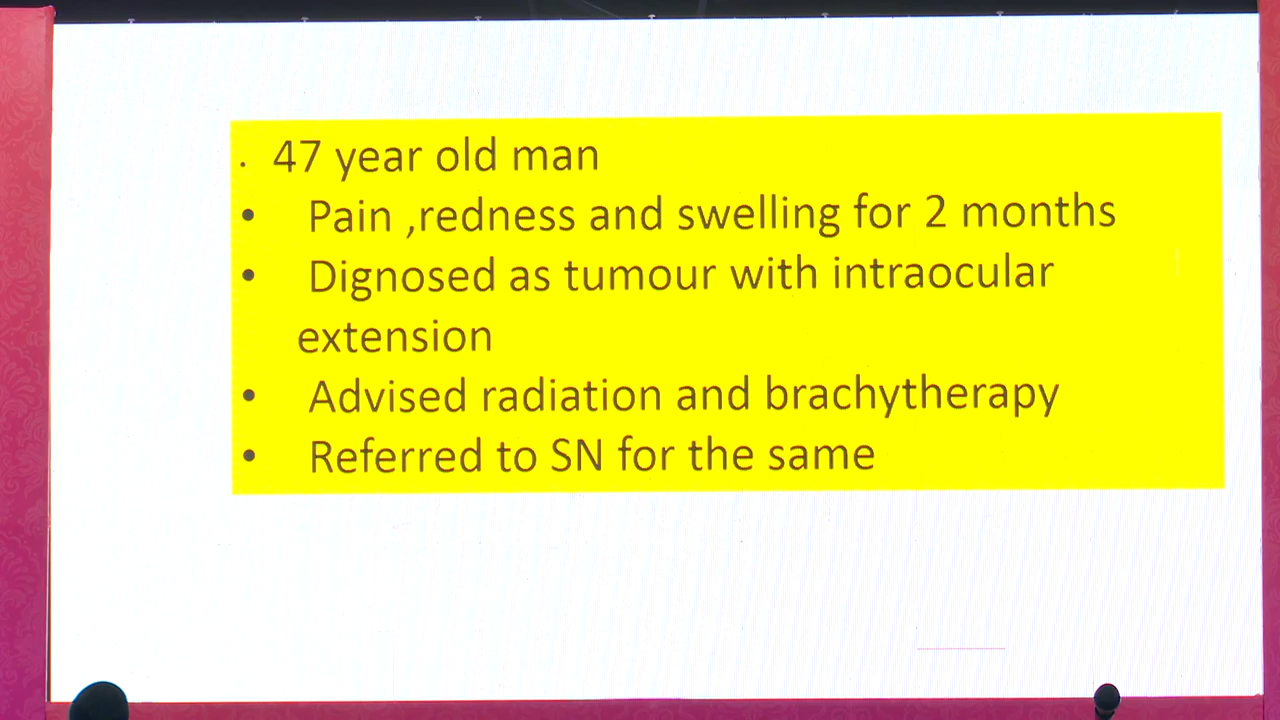 . 47 year old man
• Pain ,redness and swelling for 2 months
• Dignosed as tumour with intraocular
extension
• Advised radiation and brachytherapy
• Referred to SN for the same